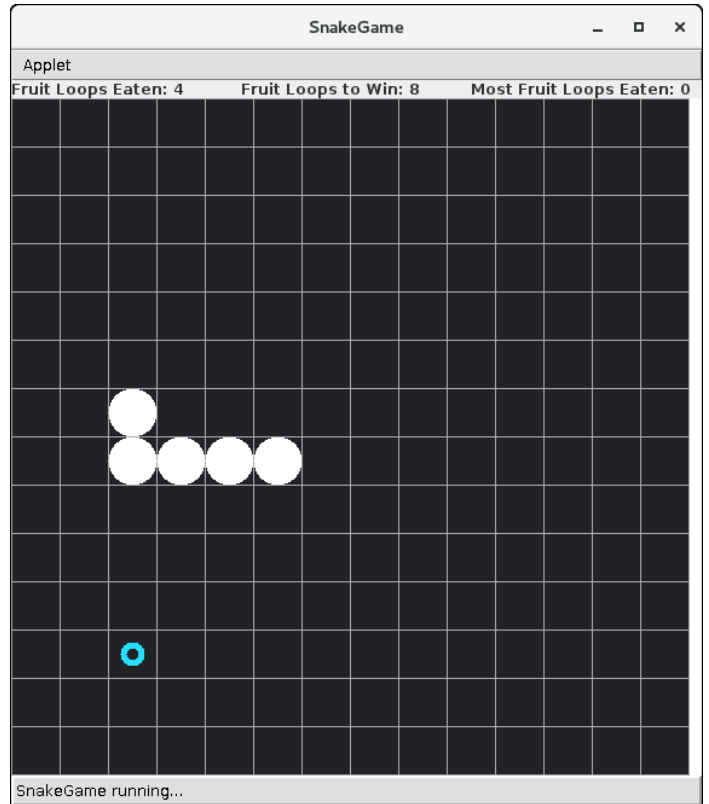 SnakeGame
Applet
Fruit Loops Eaten: 4 Fruit Loops to Win: 8 Most Fruit Loops Eaten: 0
SnakeGame running...